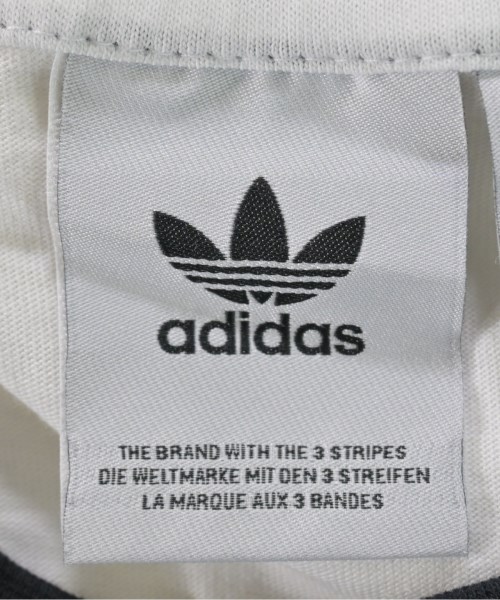 adidas
THE BRAND WITH THE 3 STRIPES
DIE WELTMARKE MIT DEN 3 STREIFEN
LA MARQUE AUX 3 BANDES